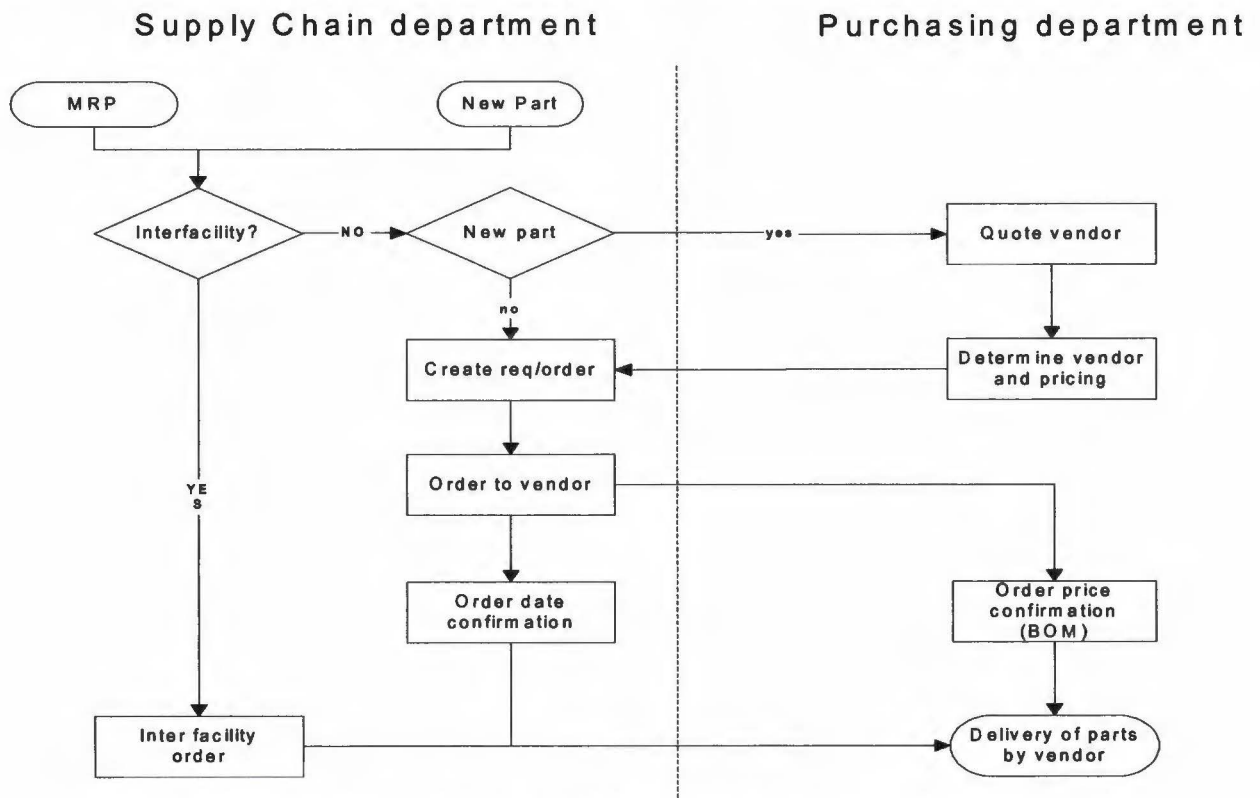 Supply Chain department
Purchasing department
MRP
New Part
Interfacility?
NO
New part
yes
Quote vendor
no
Create req/order
Determine vendor
and pricing
YE
S
Order to vendor
Order date
confirmation
Order price
confirmation
(BOM)
Inter facility
order
Delivery of parts
by vendor